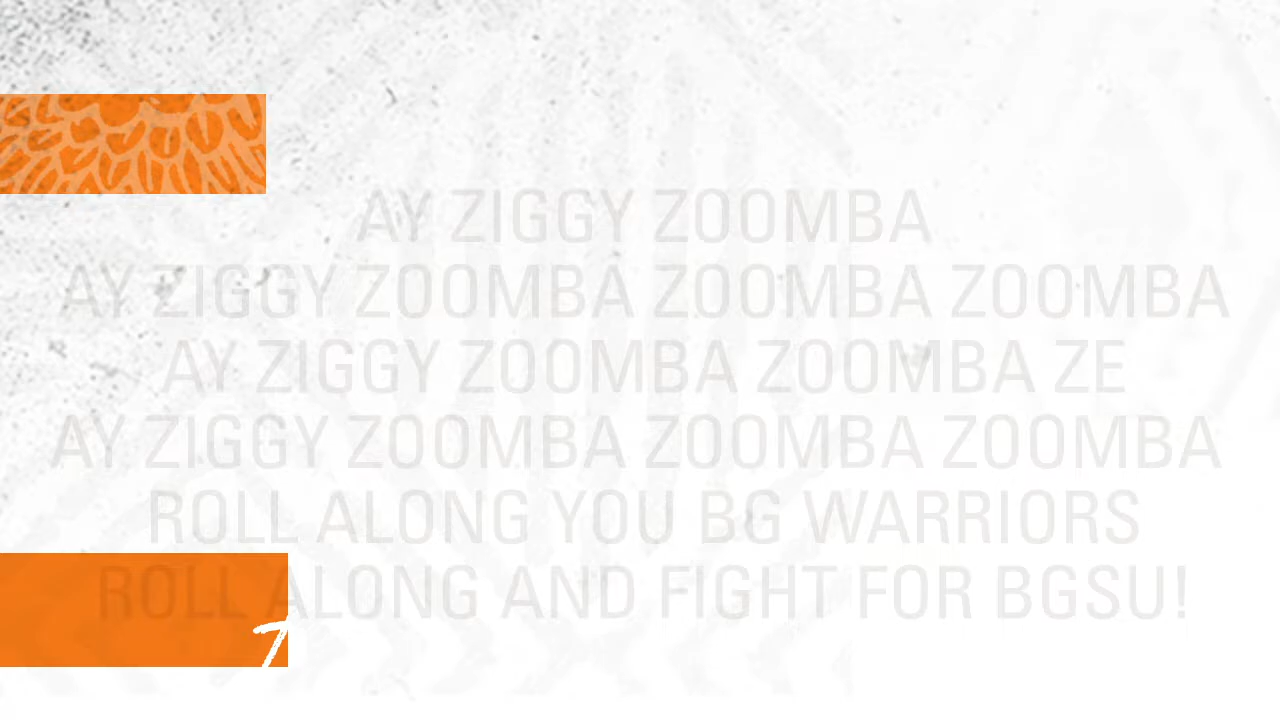 AY ZIGGY ZOOMBA
AY ZIGGY ZOOMBA ZOOMBA ZOOMBA
AY ZIGGY ZOOMBA ZOOMBA ZE
AY ZIGGY ZOOMBA ZOOMBA ZOOMBA
ROLL ALONG YOU BG WARRIORS
ROLL ALONG AND FIGHT FOR BGSU!